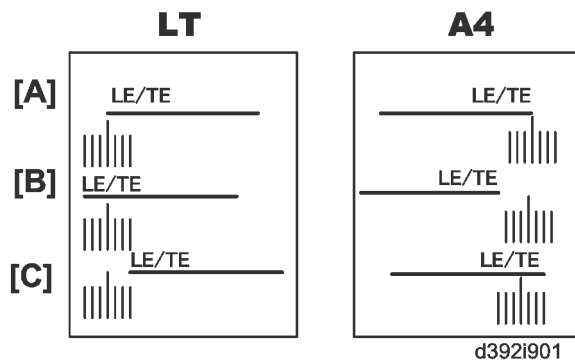 LT A4
[A] LE/TE LE/TE
[B] LE/TE LE/TE
[C] LE/TE LE/TE
d392i901